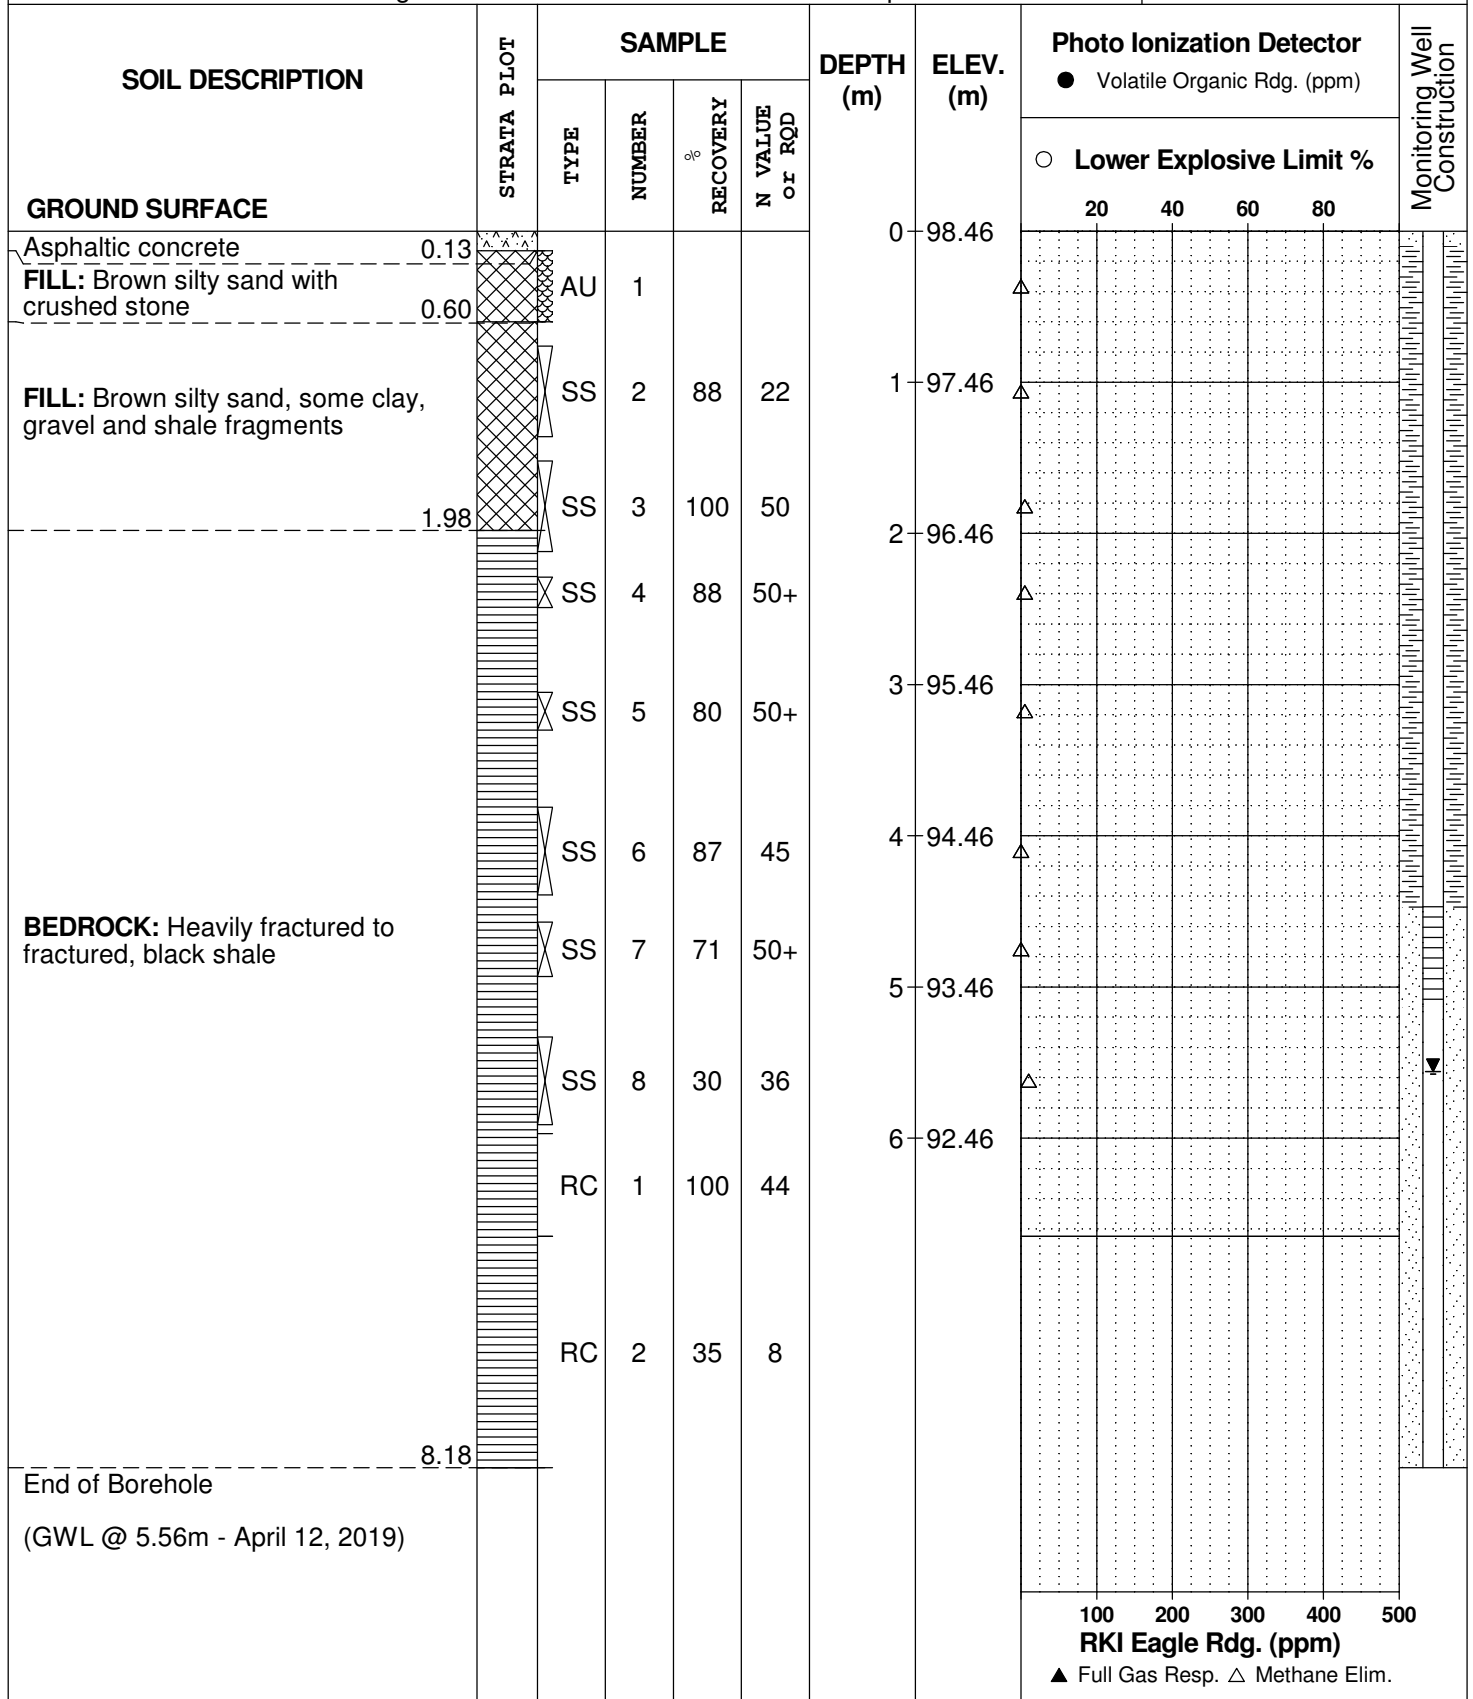 SOIL DESCRIPTION
GROUND SURFACE
STRATA PLOT
SAMPLE
TYPE
NUMBER
%
RECOVERY
N VALUE
or RQD
DEPTH
(m)
ELEV.
(m)
Photo Ionization Detector
● Volatile Organic Rdg. (ppm)
○ Lower Explosive Limit %
20 40 60 80
Monitoring Well
Construction
0 98.46
Asphaltic concrete 0.13
FILL: Brown silty sand with
crushed stone 0.60
AU 1
FILL: Brown silty sand, some clay,
gravel and shale fragments
1.98
SS 2 88 22
1 97.46
SS 3 100 50
2 96.46
SS 4 88 50+
3 95.46
SS 5 80 50+
4 94.46
SS 6 87 45
BEDROCK: Heavily fractured to
fractured, black shale
SS 7 71 50+
5 93.46
SS 8 30 36
6 92.46
RC 1 100 44
RC 2 35 8
8.18
End of Borehole
(GWL @ 5.56m - April 12, 2019)
100 200 300 400 500
RKI Eagle Rdg. (ppm)
▲ Full Gas Resp. △ Methane Elim.